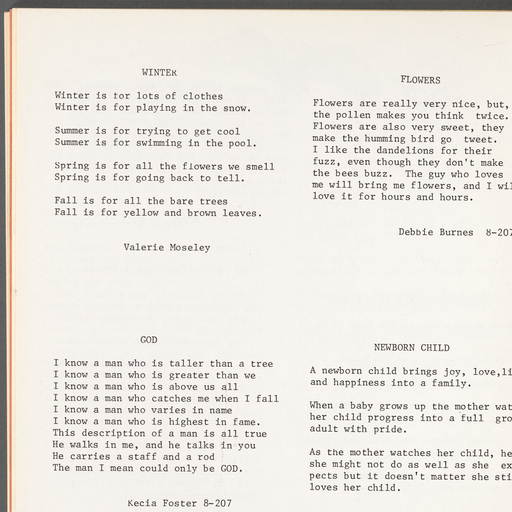 WINTER
Winter is for lots of clothes
Winter is for playing in the snow.
Summer is for trying to get cool
Summer is for swimming in the pool.
Spring is for all the flowers we smell
Spring is for going back to tell.
Fall is for all the bare trees
Fall is for yellow and brown leaves.
Valerie Moseley
FLOWERS
Flowers are really very nice, but,
the pollen makes you think twice.
Flowers are also very sweet, they
make the humming bird go tweet.
I like the dandelions for their
fuzz, even though they don't make
the bees buzz. The guy who loves
me will bring me flowers, and I wil
love it for hours and hours.
Debbie Burnes 8-207
GOD
I know a man who is taller than a tree
I know a man who is greater than we
I know a man who is above us all
I know a man who catches me when I fall
I know a man who varies in name
I know a man who is highest in fame.
This description of a man is all true
He walks in me, and he talks in you
He carries a staff and a rod
The man I mean could only be GOD.
Kecia Foster 8-207
NEWBORN CHILD
A newborn child brings joy, love,li
and happiness into a family.
When a baby grows up the mother wat
her child progress into a full gro
adult with pride.
As the mother watches her child, he
she might not do as well as she ex
pects but it doesn't matter she sti
loves her child.